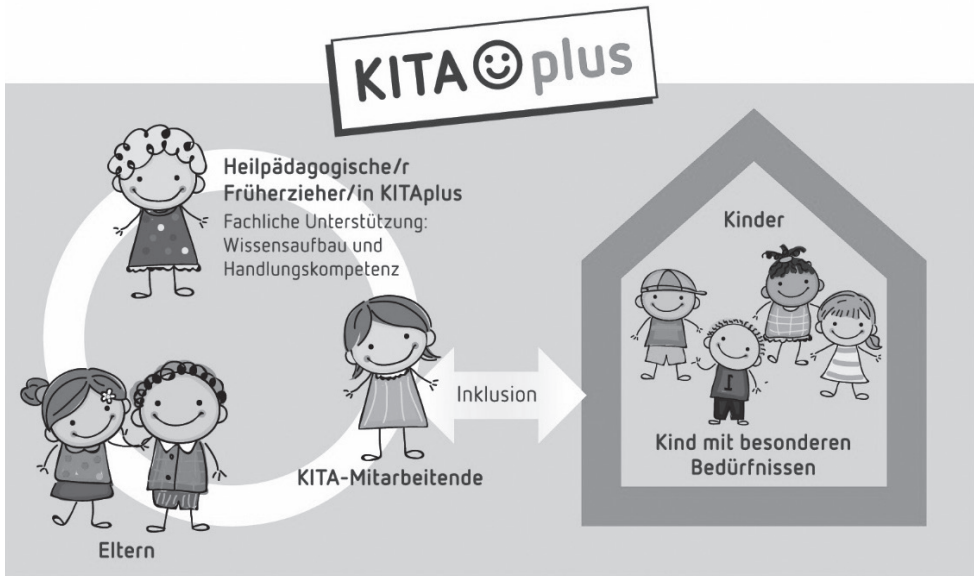 KITA plus
Heilpädagogische/r
Früherzieher/in KITAplus
Fachliche Unterstützung:
Wissensaufbau und
Handlungskompetenz
Eltern
KITA-Mitarbeitende
Inklusion
Kinder
I
Kind mit besonderen
Bedürfnissen